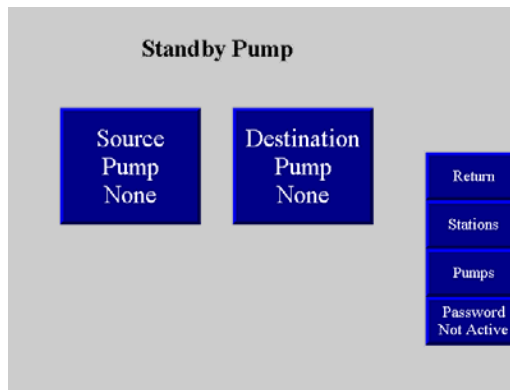 Standby Pump
Source
Pump
None
Destination
Pump
None
Return
Stations
Pumps
Password
Not Active